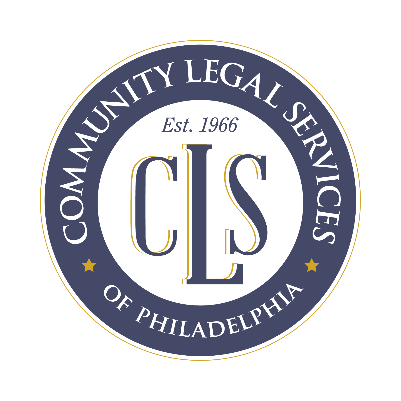 COMMUNITY LEGAL SERVICES
Est. 1966
CLS
OF PHILADELPHIA